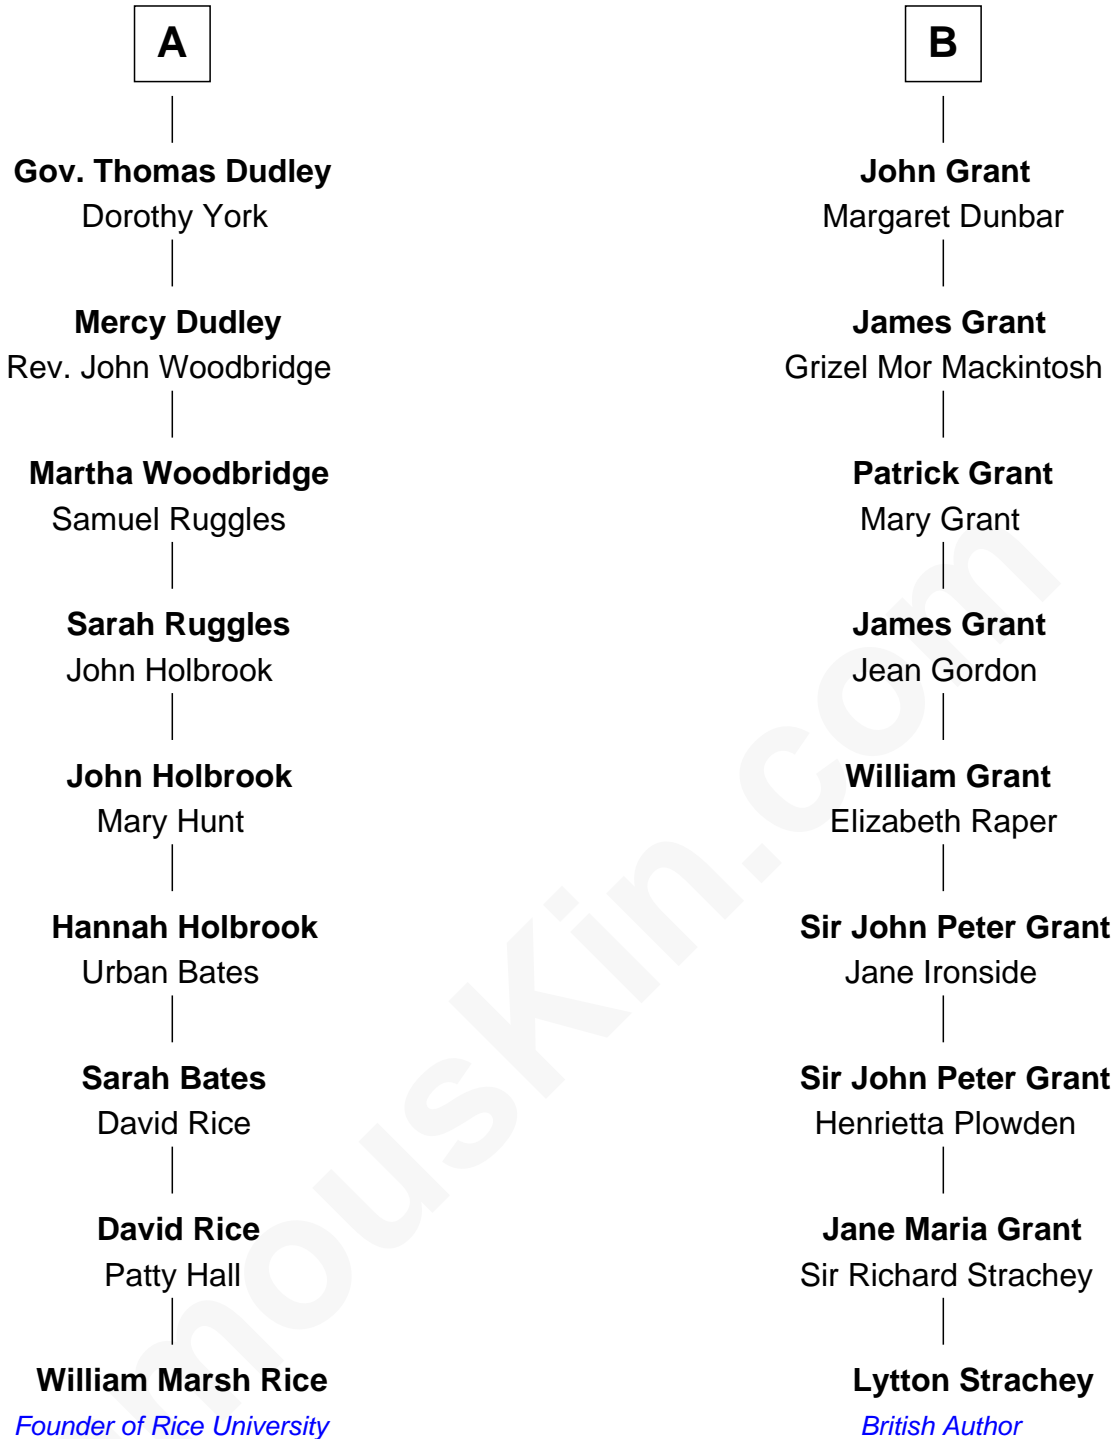 A
Gov. Thomas Dudley
Dorothy York
Mercy Dudley
Rev. John Woodbridge
Martha Woodbridge
Samuel Ruggles
Sarah Ruggles
John Holbrook
John Holbrook
Mary Hunt
Hannah Holbrook
Urban Bates
Sarah Bates
David Rice
David Rice
Patty Hall
William Marsh Rice
Founder of Rice University
B
John Grant
Margaret Dunbar
James Grant
Grizel Mor Mackintosh
Patrick Grant
Mary Grant
James Grant
Jean Gordon
William Grant
Elizabeth Raper
Sir John Peter Grant
Jane Ironside
Sir John Peter Grant
Henrietta Plowden
Jane Maria Grant
Sir Richard Strachey
Lytton Strachey
British Author
mousKin.com